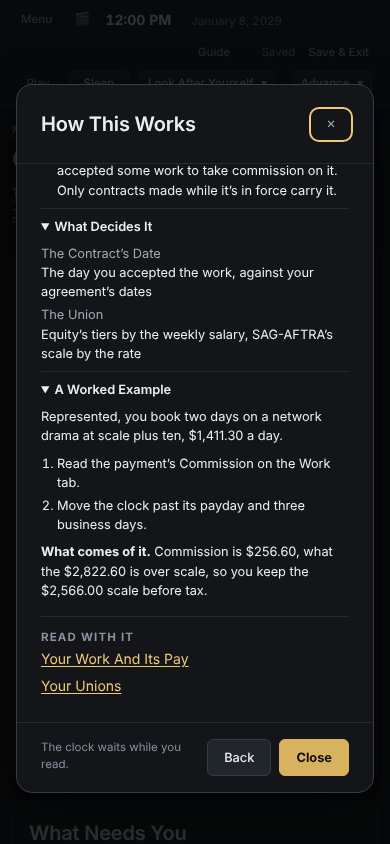 Menu 🎬 12:00 PM January 8, 2029
Guide Saved Save & Exit
Play Sleep Look After Yourself ▾ Advance ▾
How This Works ×
accepted some work to take commission on it.
Only contracts made while it’s in force carry it.
▼ What Decides It
The Contract’s Date
The day you accepted the work, against your
agreement’s dates
The Union
Equity’s tiers by the weekly salary, SAG-AFTRA’s
scale by the rate
▼ A Worked Example
Represented, you book two days on a network
drama at scale plus ten, $1,411.30 a day.
1. Read the payment’s Commission on the Work
tab.
2. Move the clock past its payday and three
business days.
What comes of it. Commission is $256.60, what
the $2,822.60 is over scale, so you keep the
$2,566.00 scale before tax.
READ WITH IT
Your Work And Its Pay
Your Unions
The clock waits while you
read.
Back Close
What Needs You